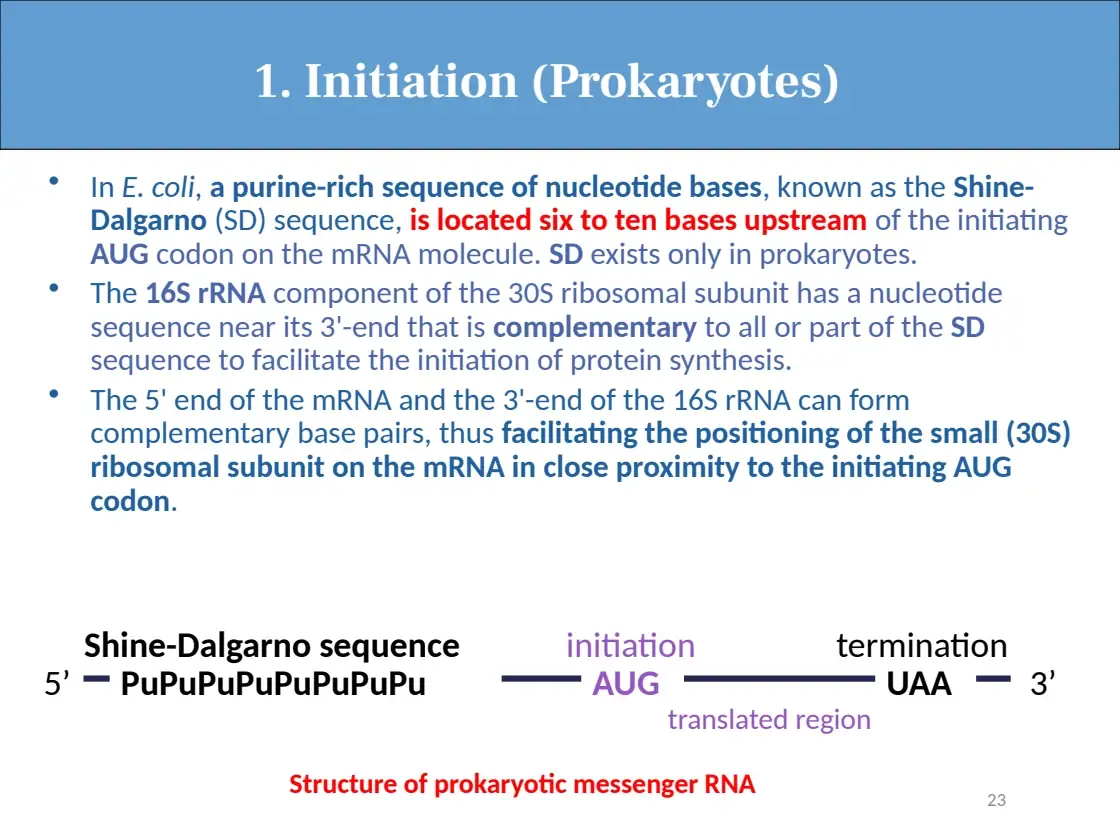 1. Initiation (Prokaryotes)
• In E. coli, a purine-rich sequence of nucleotide bases, known as the Shine-
Dalgarno (SD) sequence, is located six to ten bases upstream of the initiating
AUG codon on the mRNA molecule. SD exists only in prokaryotes.
• The 16S rRNA component of the 30S ribosomal subunit has a nucleotide
sequence near its 3'-end that is complementary to all or part of the SD
sequence to facilitate the initiation of protein synthesis.
• The 5' end of the mRNA and the 3'-end of the 16S rRNA can form
complementary base pairs, thus facilitating the positioning of the small (30S)
ribosomal subunit on the mRNA in close proximity to the initiating AUG
codon.
Shine-Dalgarno sequence initiation termination
5’ PuPuPuPuPuPuPuPu AUG UAA 3’
translated region
Structure of prokaryotic messenger RNA
23